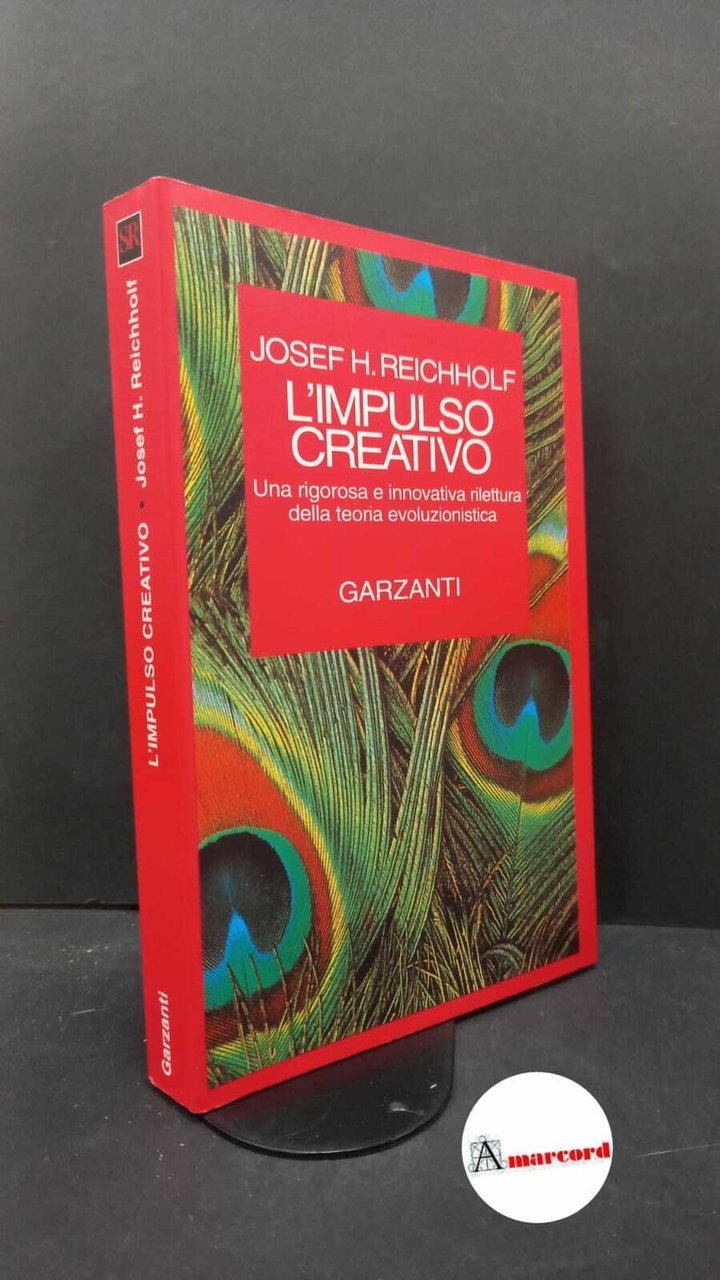 SR
Josef H. Reichholf
L'IMPULSO CREATIVO •
Garzanti
JOSEF H. REICHHOLF
L'IMPULSO
CREATIVO
Una rigorosa e innovativa rilettura
della teoria evoluzionistica
GARZANTI
Amarcord